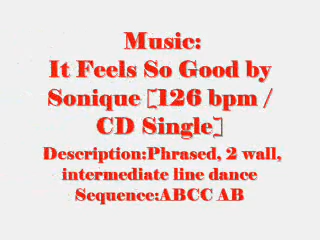 Music:
It Feels So Good by
Sonique [126 bpm /
CD Single]
Description:Phrased, 2 wall,
intermediate line dance
Sequence:ABCC AB